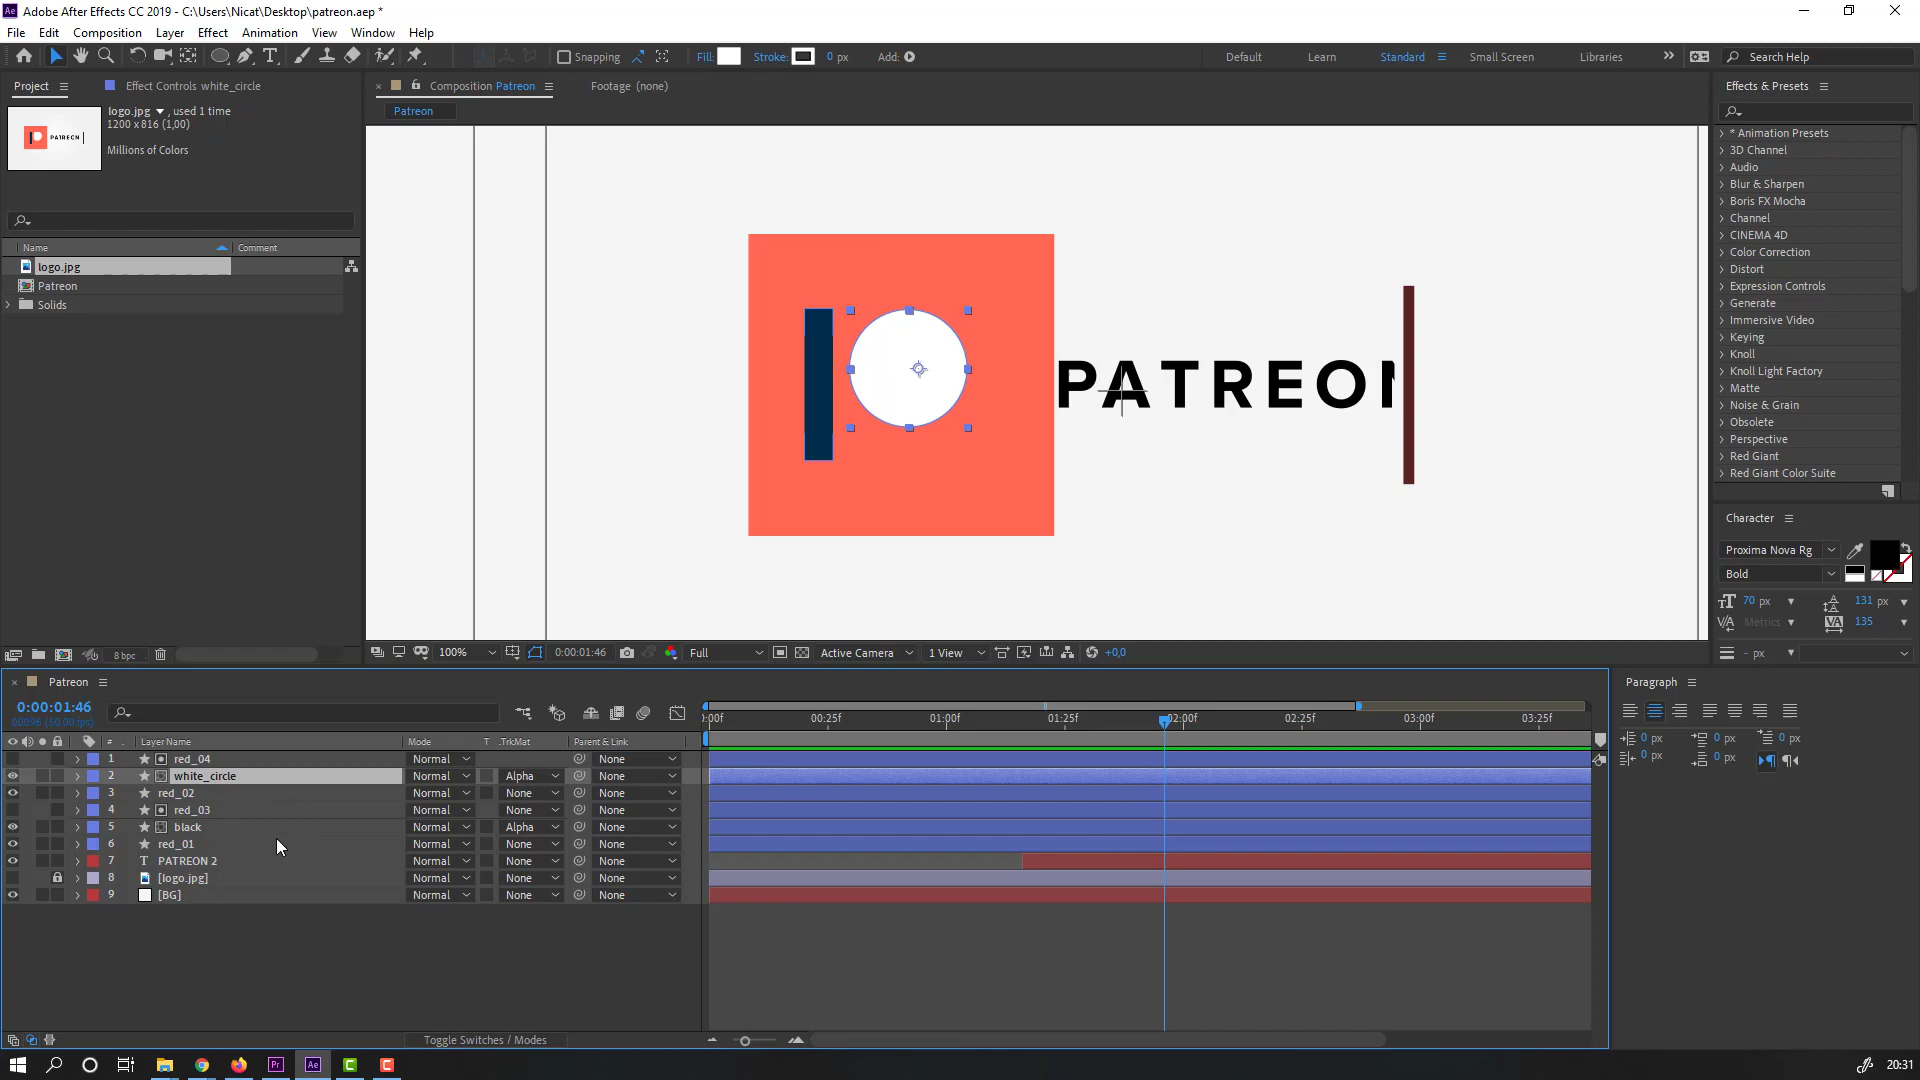 Adobe After Effects CC 2019 - C:\Users\Nicat\Desktop\patreon.aep *
File Edit Composition Layer Effect Animation View Window Help
Snapping Fill: Stroke: 0 px Add: Default Learn Standard Small Screen Libraries Search Help
Project Effect Controls white_circle
Composition Patreon Footage (none)
Effects & Presets
logo.jpg , used 1 time
1200 x 816 (1,00)
Millions of Colors
PATREON
Patreon
* Animation Presets
3D Channel
Audio
Blur & Sharpen
Boris FX Mocha
Channel
CINEMA 4D
Color Correction
Distort
Expression Controls
Generate
Immersive Video
Keying
Knoll
Knoll Light Factory
Matte
Noise & Grain
Obsolete
Perspective
Red Giant
Red Giant Color Suite
Name Comment
logo.jpg
Patreon
Solids
PATREON
Character
Proxima Nova Rg
Bold
70 px 131 px
Metrics 135
- px
8 bpc
100% 0:00:01:46 Full Active Camera 1 View +0,0
Patreon
0:00:01:46
00096 (50.00 fps)
:00f 00:25f 01:00f 01:25f 02:00f 02:25f 03:00f 03:25f
# Layer Name Mode T .TrkMat Parent & Link
1 red_04 Normal None
2 white_circle Normal Alpha None
3 red_02 Normal None None
4 red_03 Normal None None
5 black Normal Alpha None
6 red_01 Normal None None
7 T PATREON 2 Normal None None
8 [logo.jpg] Normal None None
9 [BG] Normal None None
Toggle Switches / Modes
Paragraph
0 px 0 px 0 px
0 px 0 px
Pr Ae C C
20:31